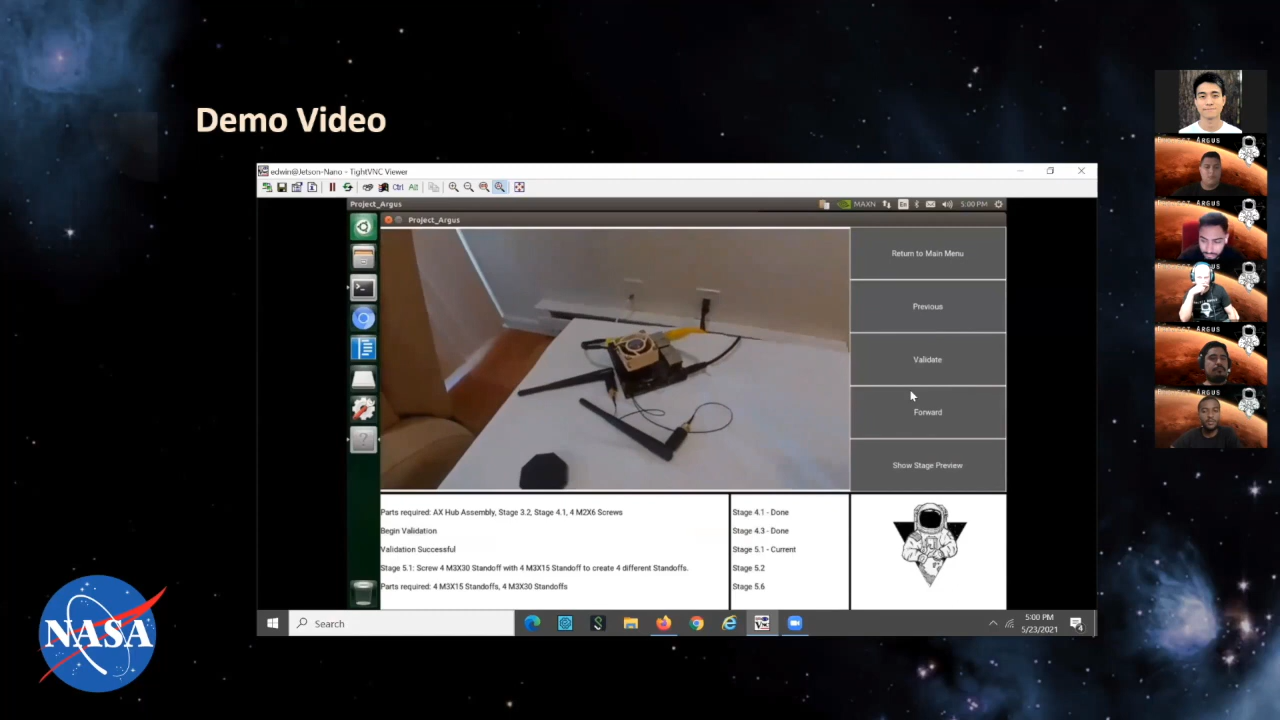 Demo Video
edwin@Jetson-Nano - TightVNC Viewer
Ctrl Alt
Project_Argus
MAXN En 5:00 PM
Project_Argus
Return to Main Menu
Previous
Validate
Forward
Show Stage Preview
Parts required: AX Hub Assembly, Stage 3.2, Stage 4.1, 4 M2X6 Screws
Begin Validation
Validation Successful
Stage 5.1: Screw 4 M3X30 Standoff with 4 M3X15 Standoff to create 4 different Standoffs.
Parts required: 4 M3X15 Standoffs, 4 M3X30 Standoffs
Stage 4.1 - Done
Stage 4.3 - Done
Stage 5.1 - Current
Stage 5.2
Stage 5.6
Search
5:00 PM
5/23/2021
4
NASA